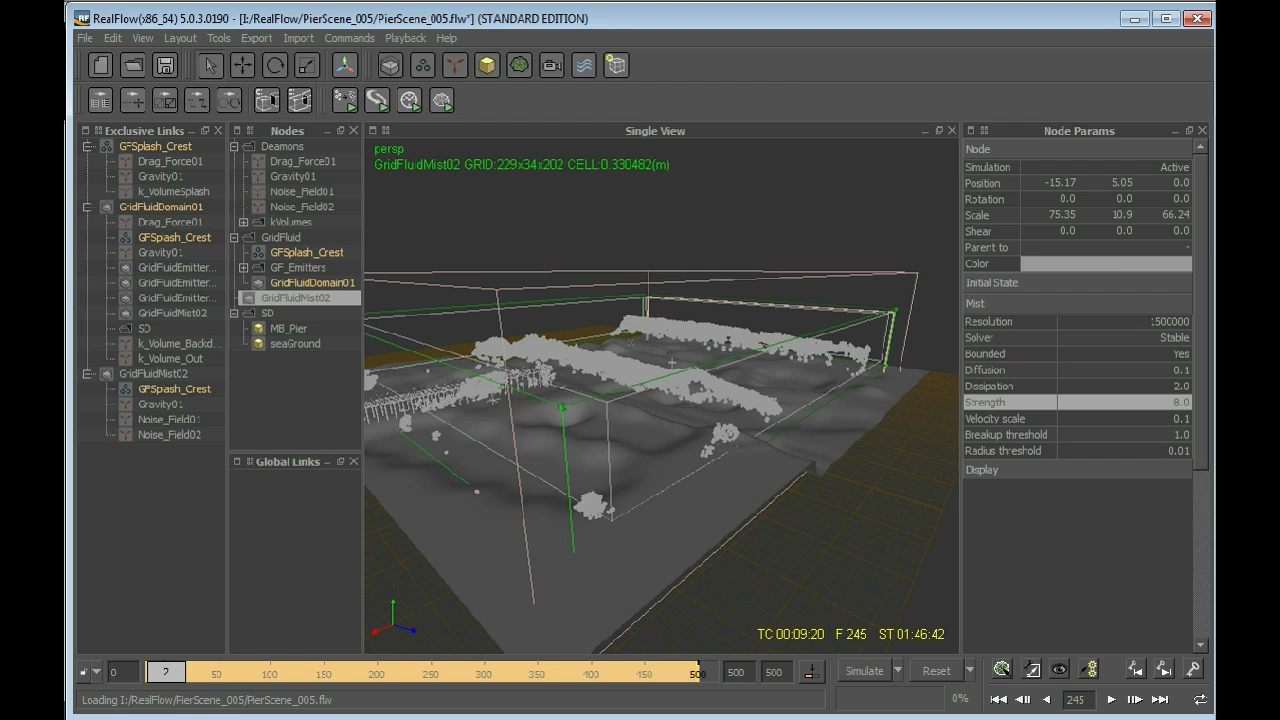 RealFlow(x86_64) 5.0.3.0190 - [I:/RealFlow/PierScene_005/PierScene_005.flw*] (STANDARD EDITION)
File Edit View Layout Tools Export Import Commands Playback Help
Exclusive Links
GFSplash_Crest
Drag_Force01
Gravity01
k_VolumeSplash
GridFluidDomain01
Drag_Force01
GFSpash_Crest
Gravity01
GridFluidEmitter...
GridFluidEmitter...
GridFluidEmitter...
GridFluidMist02
SD
k_Volume_Backd...
k_Volume_Out
GridFluidMist02
GFSpash_Crest
Gravity01
Noise_Field01
Noise_Field02
Nodes
Deamons
Drag_Force01
Gravity01
Noise_Field01
Noise_Field02
kVolumes
GridFluid
GFSplash_Crest
GF_Emitters
GridFluidDomain01
GridFluidMist02
SD
MB_Pier
seaGround
Global Links
Single View
persp
GridFluidMist02 GRID:229x34x202 CELL:0.330482(m)
TC 00:09:20 F 245 ST 01:46:42
Node Params
Node
Simulation Active
Position -15.17 5.05 0.0
Rotation 0.0 0.0 0.0
Scale 75.35 10.9 66.24
Shear 0.0 0.0 0.0
Parent to -
Color
Initial State
Mist
Resolution 1500000
Solver Stable
Bounded Yes
Diffusion 0.1
Dissipation 2.0
Strength 8.0
Velocity scale 0.1
Breakup threshold 1.0
Radius threshold 0.01
Display
0 2 50 100 150 200 250 300 350 400 450 500 500 500 Simulate Reset
Loading I:/RealFlow/PierScene_005/PierScene_005.flw 0% 245